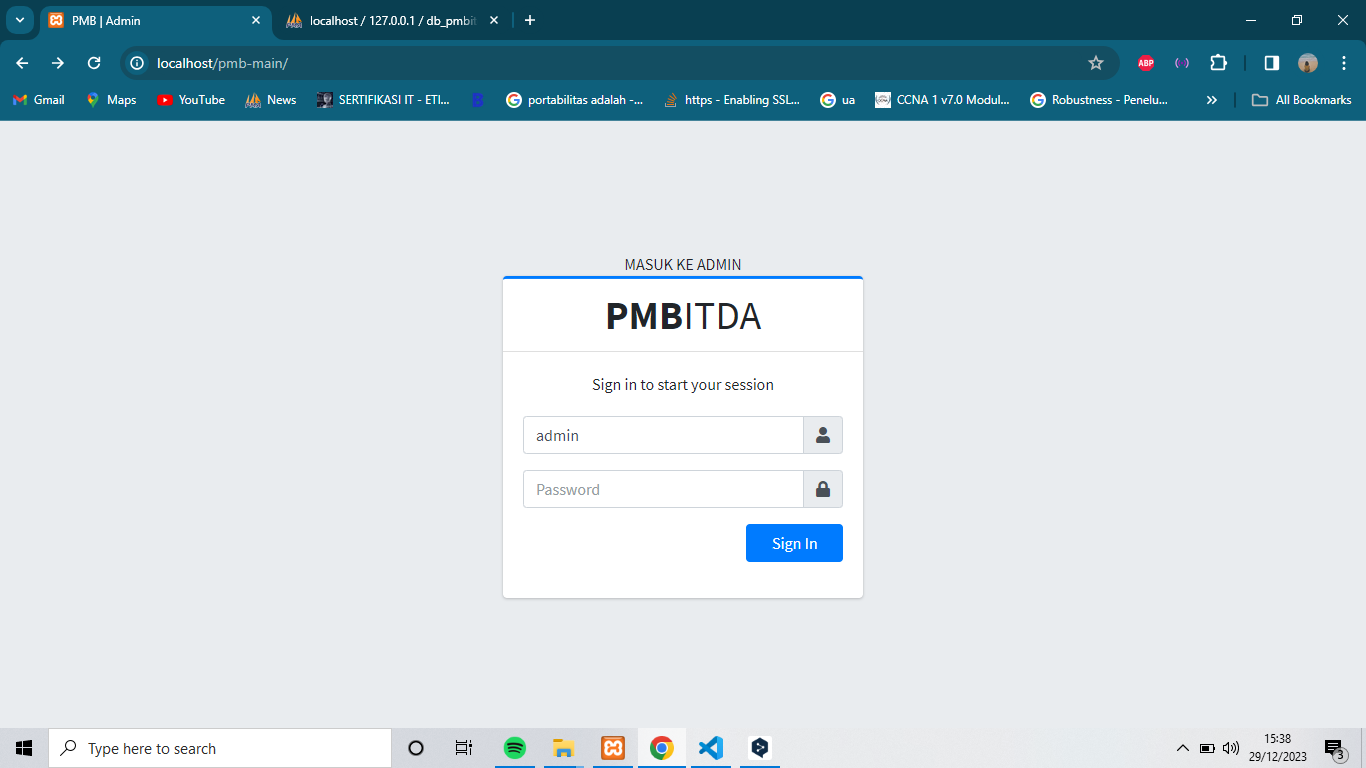 PMB | Admin
localhost / 127.0.0.1 / db_pmbit
localhost/pmb-main/
ABP
Gmail
Maps
YouTube
News
SERTIFIKASI IT - ETI...
portabilitas adalah -...
https - Enabling SSL...
ua
CCNA 1 v7.0 Modul...
Robustness - Penelu...
All Bookmarks
MASUK KE ADMIN
PMBITDA
Sign in to start your session
admin
Password
Sign In
Type here to search
15:38
29/12/2023
3